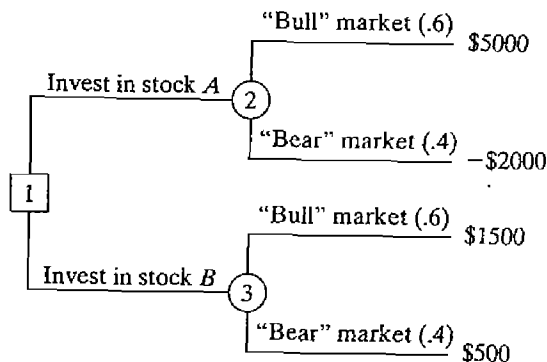 "Bull" market (.6)
$5000
Invest in stock A
2
"Bear" market (.4)
−$2000
1
"Bull" market (.6)
$1500
Invest in stock B
3
"Bear" market (.4)
$500